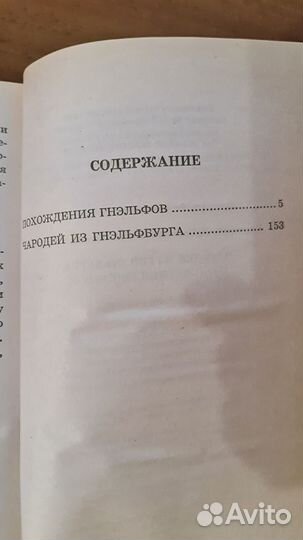 СОДЕРЖАНИЕ
ПОХОЖДЕНИЯ ГНЭЛЬФОВ ................ 5
ЧАРОДЕЙ ИЗ ГНЭЛЬФБУРГА ............ 153
Avito